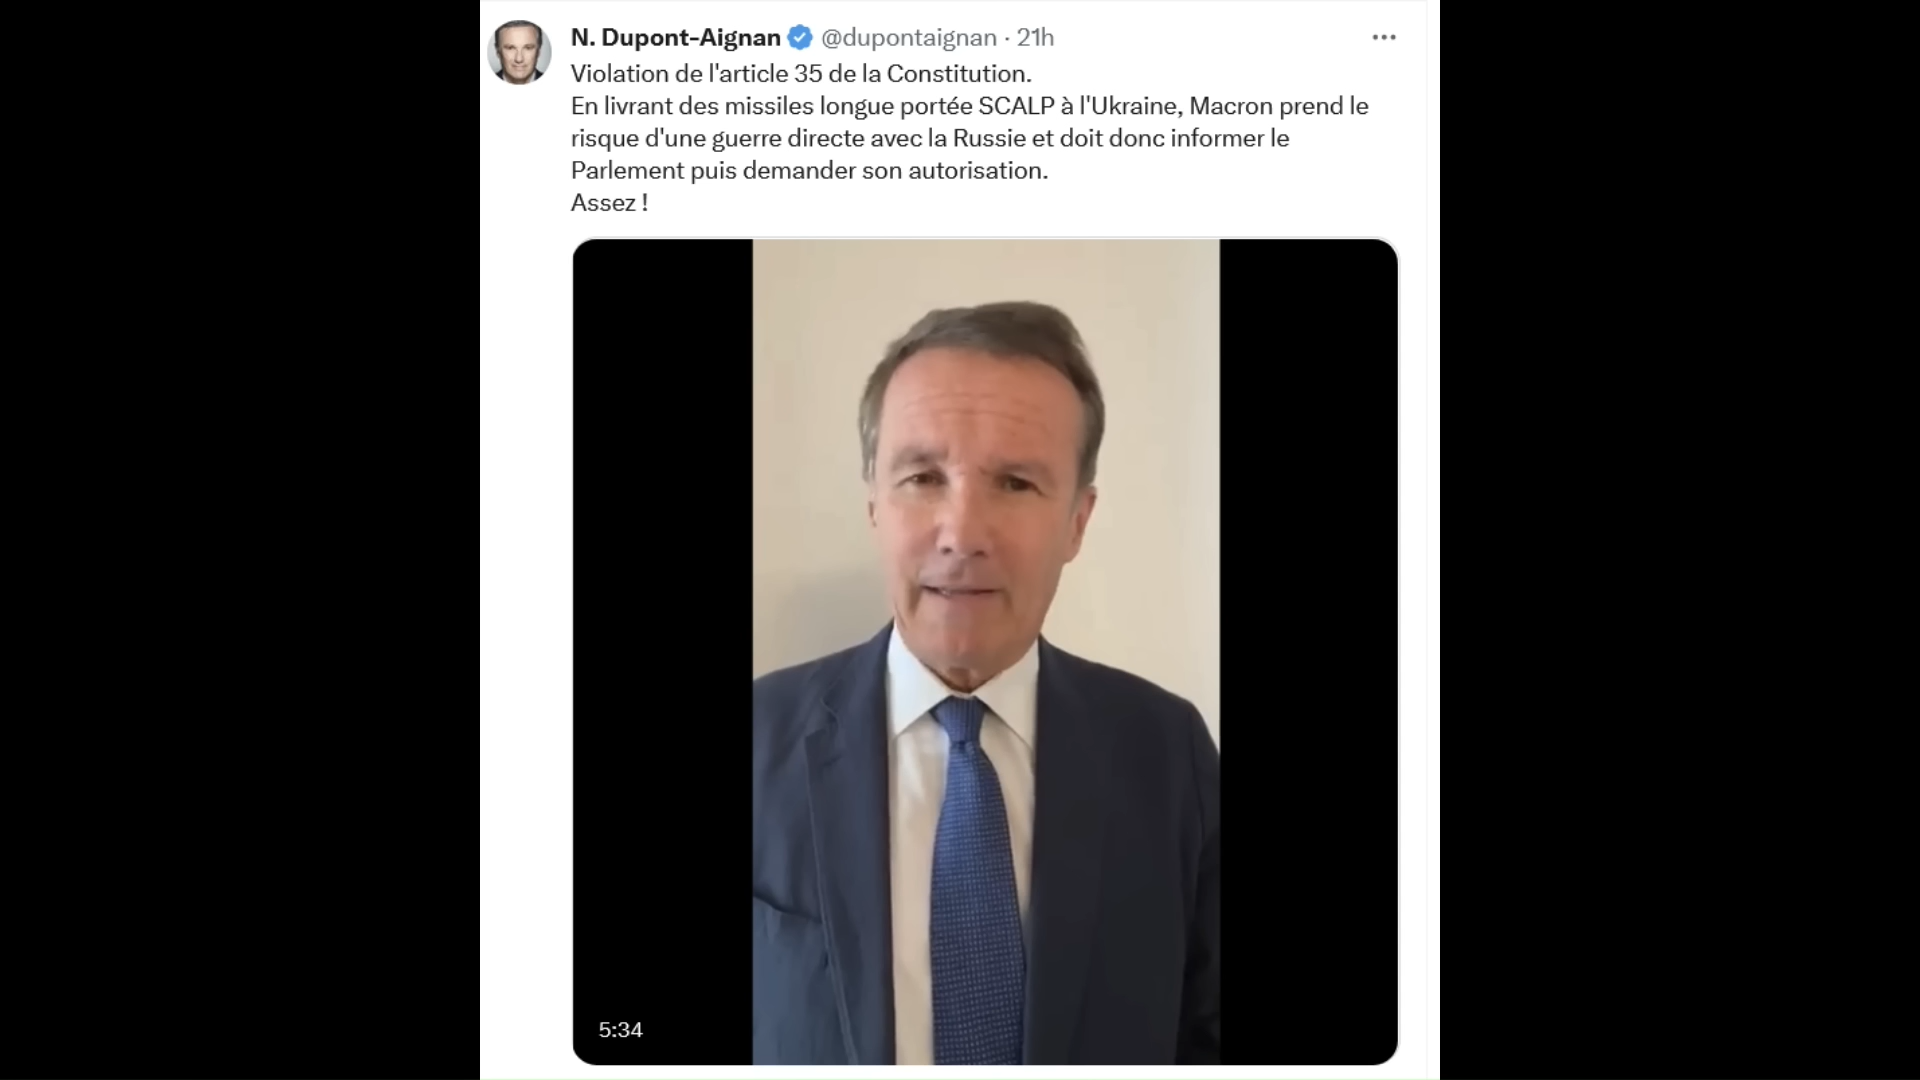 N. Dupont-Aignan @dupontaignan · 21h
Violation de l'article 35 de la Constitution.
En livrant des missiles longue portée SCALP à l'Ukraine, Macron prend le
risque d'une guerre directe avec la Russie et doit donc informer le
Parlement puis demander son autorisation.
Assez !
5:34